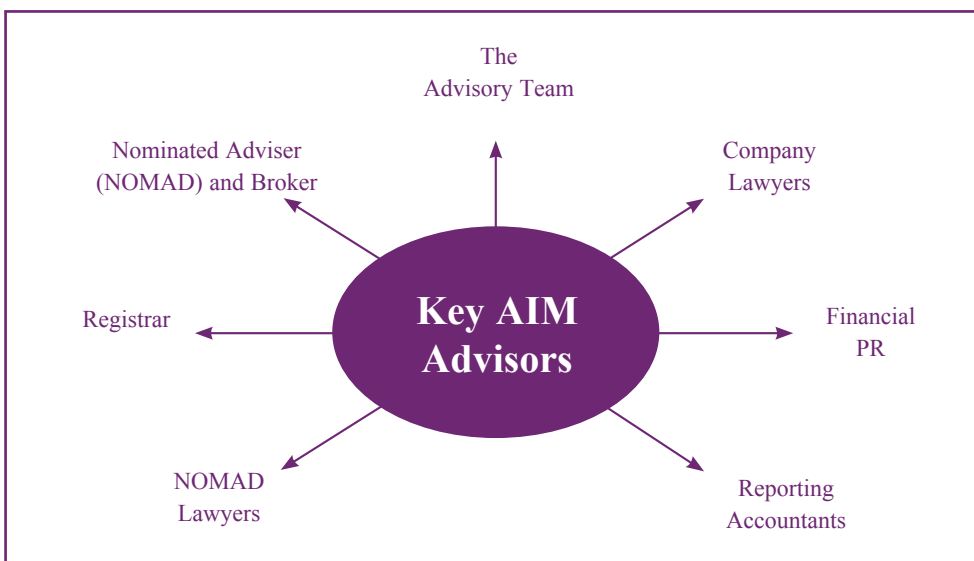 The
Advisory Team
Nominated Adviser
(NOMAD) and Broker
Company
Lawyers
Key AIM
Advisors
Registrar
Financial
PR
NOMAD
Lawyers
Reporting
Accountants